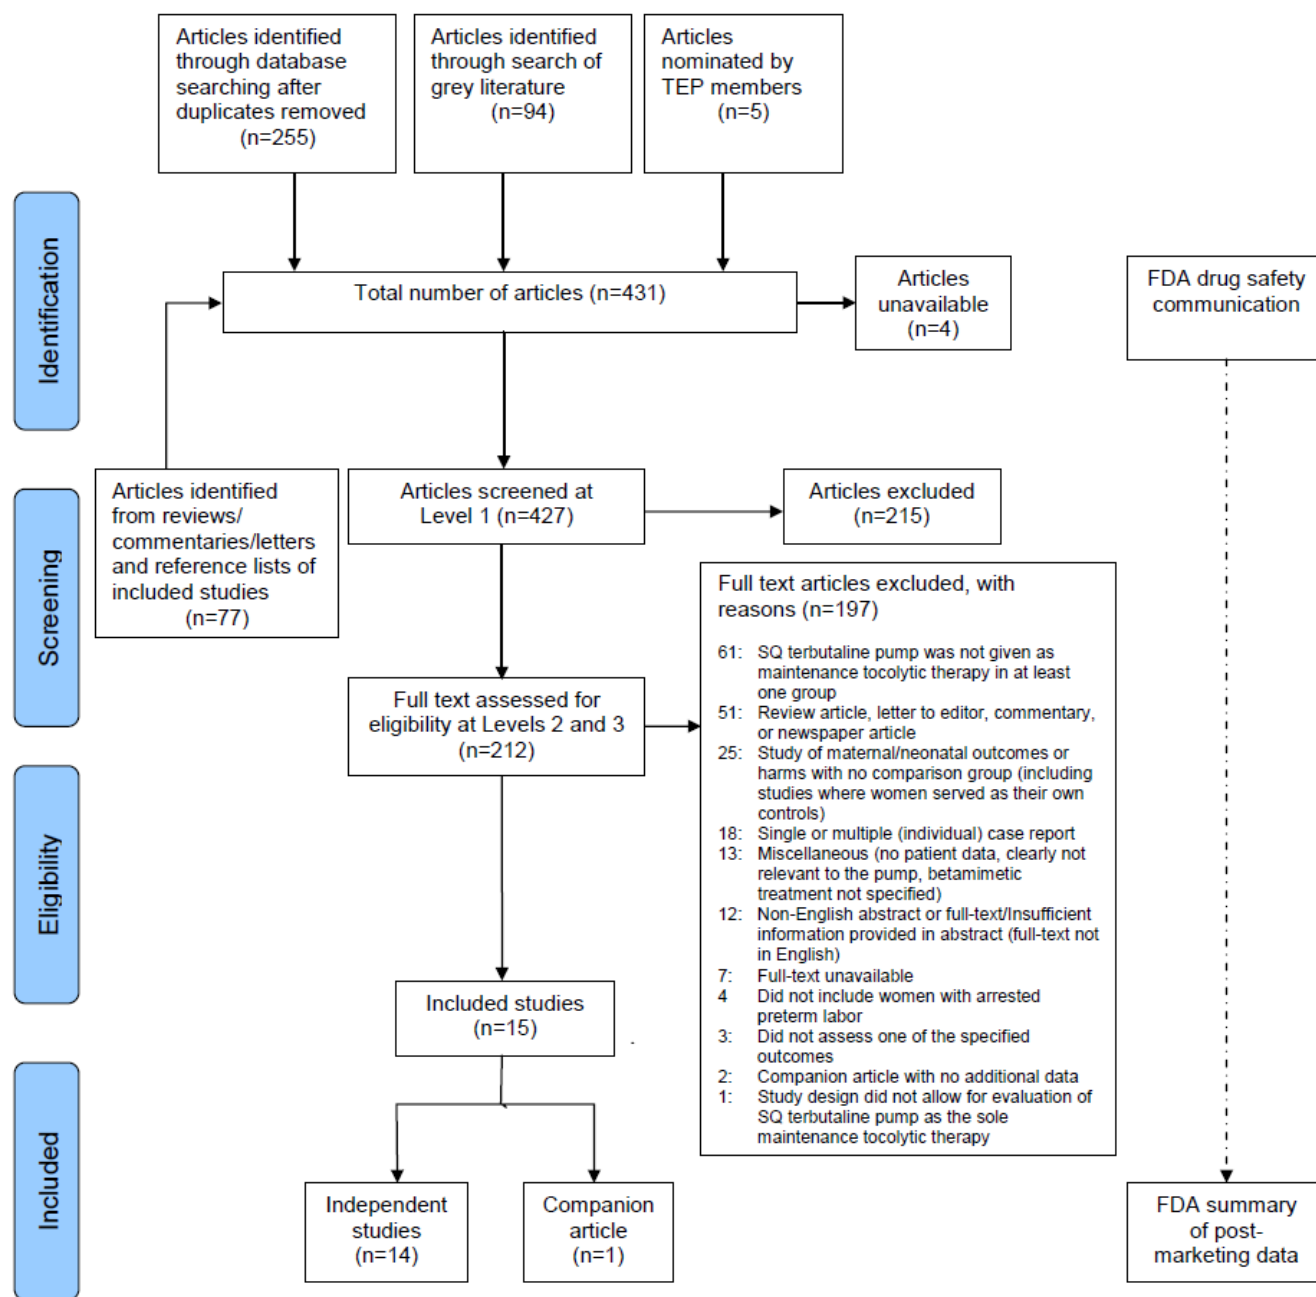 Articles identified
through database
searching after
duplicates removed
(n=255)
Articles identified
through search of
grey literature
(n=94)
Articles
nominated by
TEP members
(n=5)
Identification
Total number of articles (n=431)
Articles
unavailable
(n=4)
FDA drug safety
communication
Screening
Articles identified
from reviews/
commentaries/letters
and reference lists of
included studies
(n=77)
Articles screened at
Level 1 (n=427)
Articles excluded
(n=215)
Full text assessed for
eligibility at Levels 2 and 3
(n=212)
Full text articles excluded, with
reasons (n=197)
61: SQ terbutaline pump was not given as
maintenance tocolytic therapy in at least
one group
51: Review article, letter to editor, commentary,
or newspaper article
25: Study of maternal/neonatal outcomes or
harms with no comparison group (including
studies where women served as their own
controls)
18: Single or multiple (individual) case report
13: Miscellaneous (no patient data, clearly not
relevant to the pump, betamimetic
treatment not specified)
12: Non-English abstract or full-text/Insufficient
information provided in abstract (full-text not
in English)
7: Full-text unavailable
4 Did not include women with arrested
preterm labor
3: Did not assess one of the specified
outcomes
2: Companion article with no additional data
1: Study design did not allow for evaluation of
SQ terbutaline pump as the sole
maintenance tocolytic therapy
Eligibility
Included studies
(n=15)
.
Included
Independent
studies
(n=14)
Companion
article
(n=1)
FDA summary
of post-
marketing data